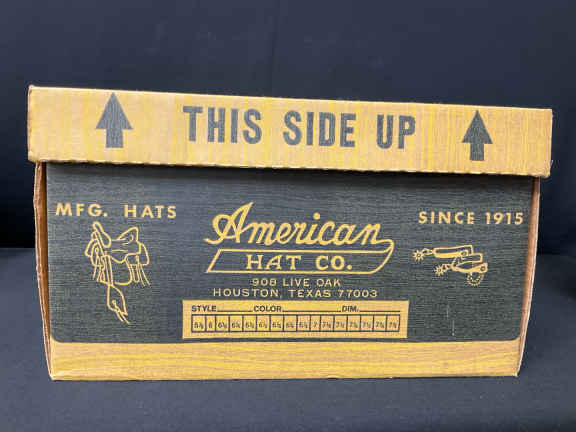 THIS SIDE UP
MFG. HATS
American
HAT CO.
SINCE 1915
908 LIVE OAK
HOUSTON, TEXAS 77003
STYLE COLOR DIM.